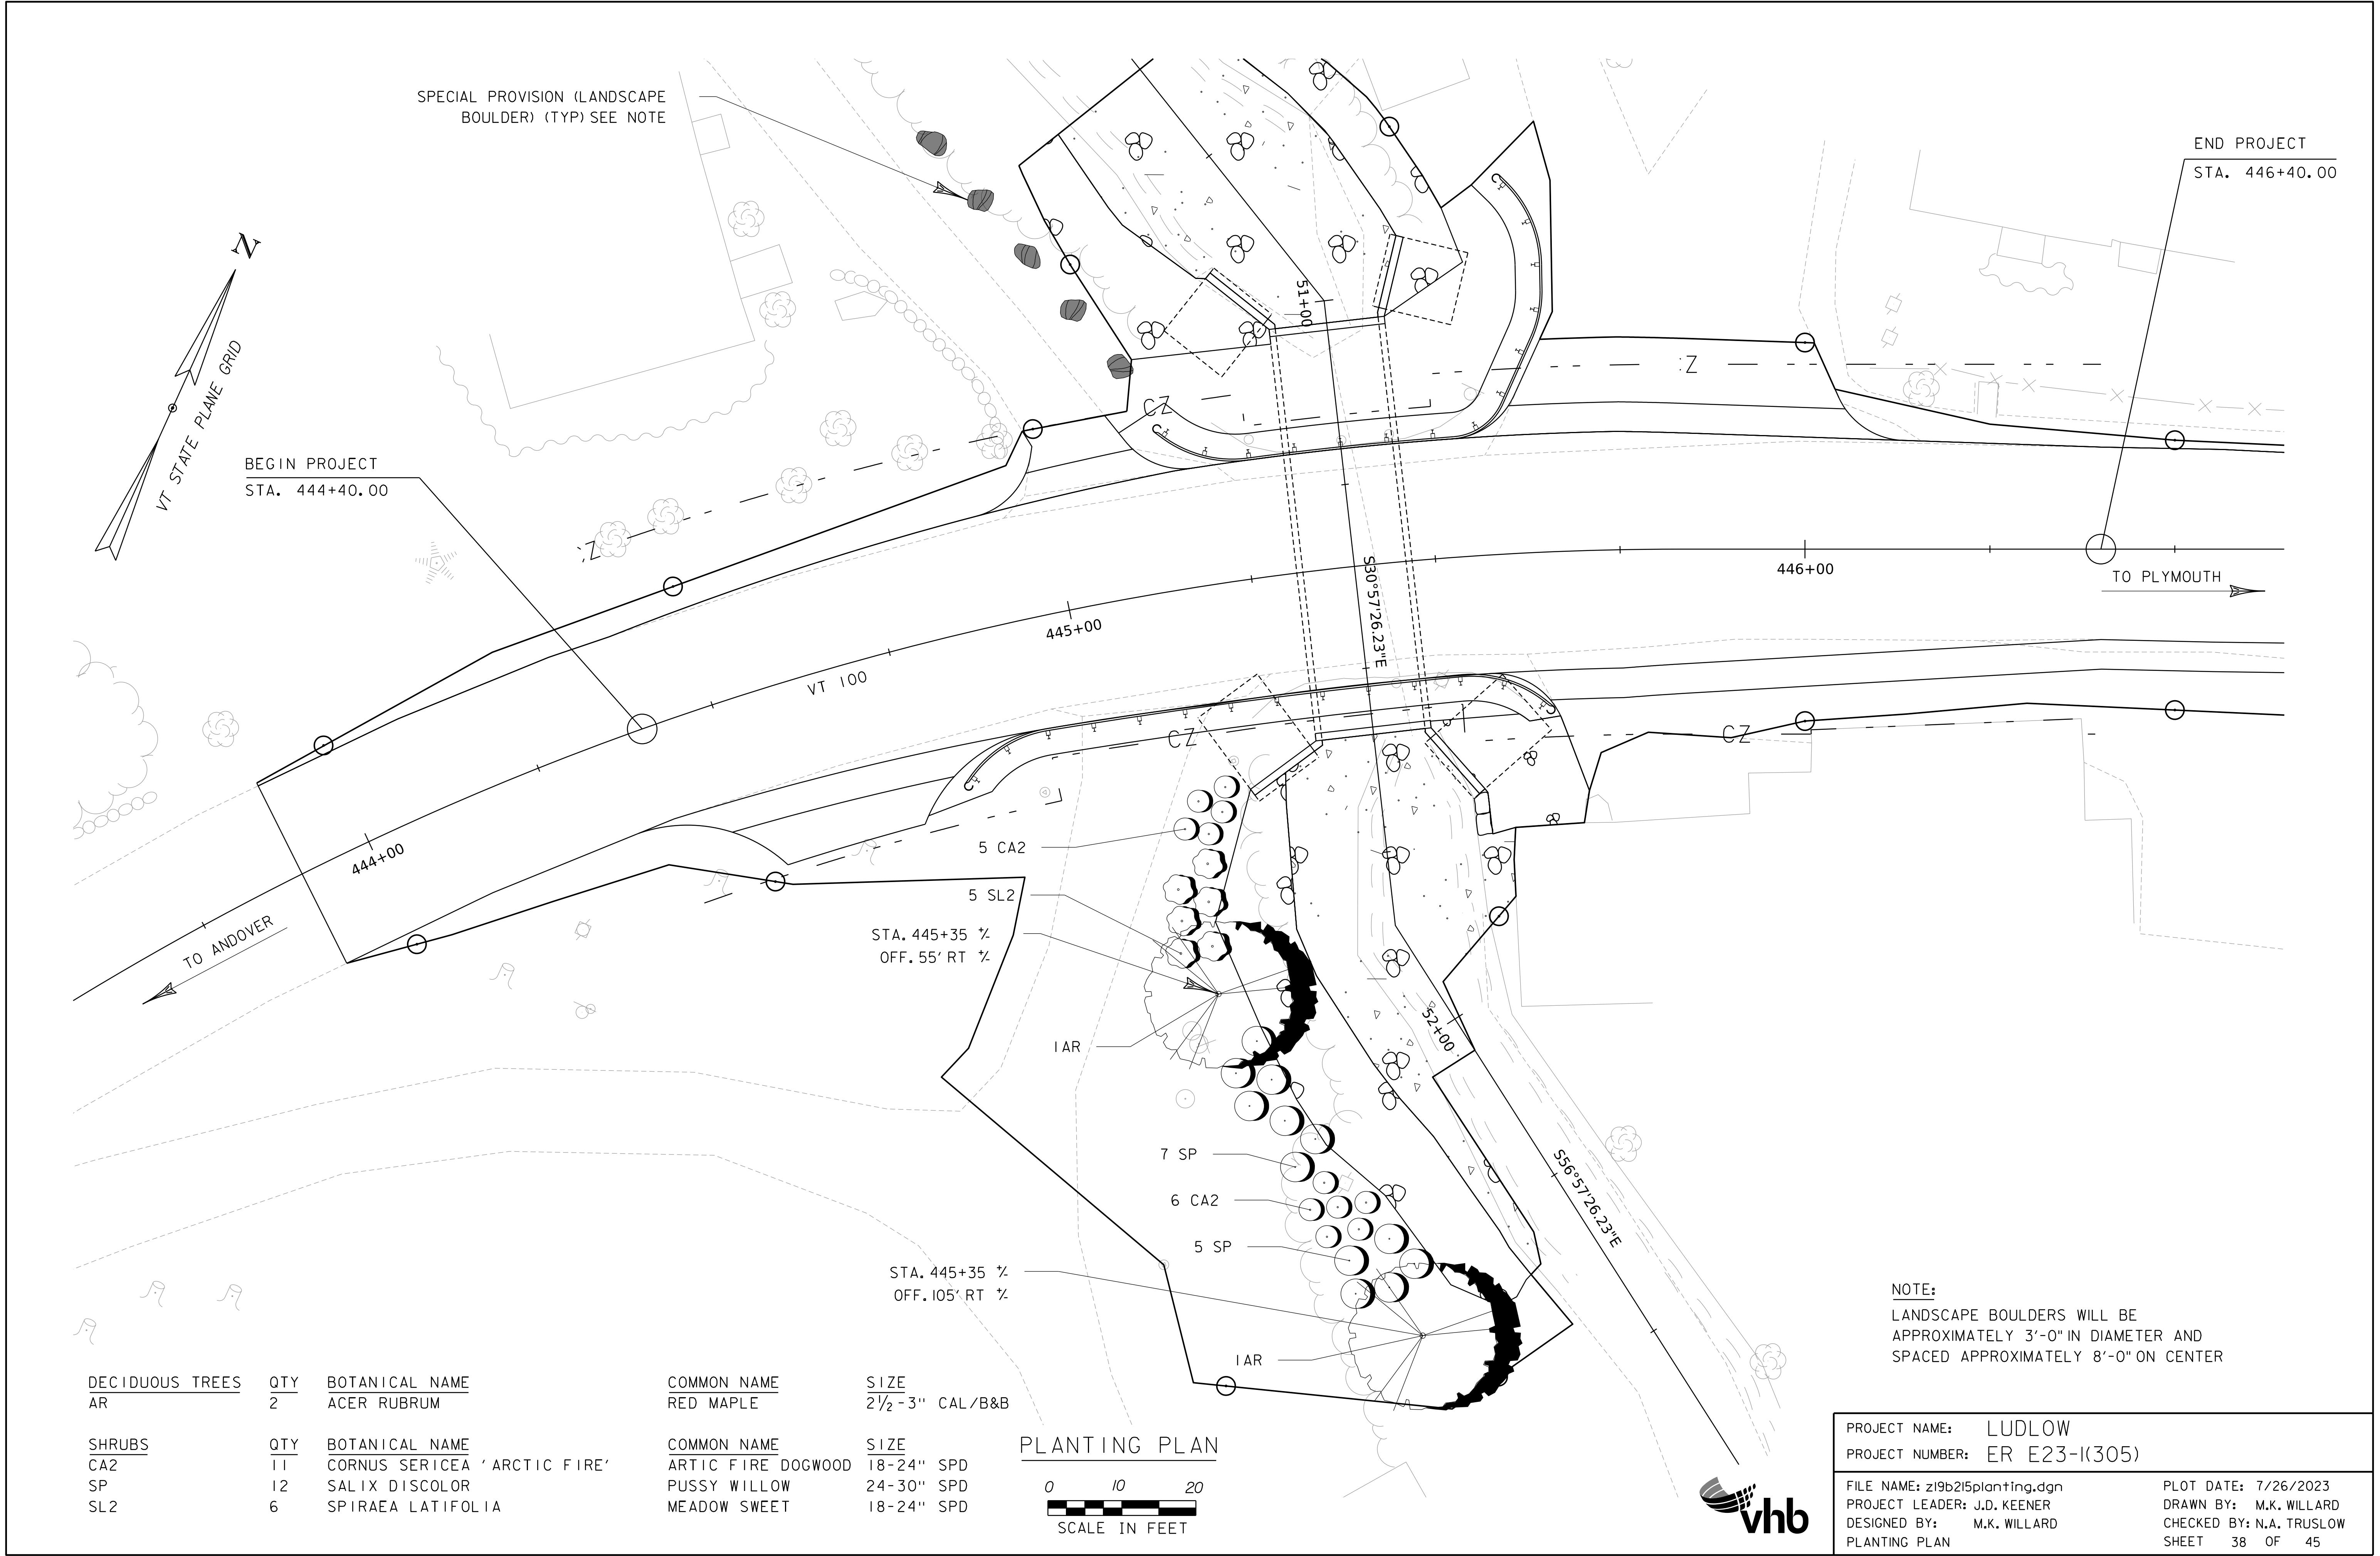 SPECIAL PROVISION (LANDSCAPE
BOULDER) (TYP) SEE NOTE
END PROJECT
STA. 446+40.00
N
VT STATE PLANE GRID
BEGIN PROJECT
STA. 444+40.00
51+00
CZ
CZ
S30°57'26.23"E
446+00
TO PLYMOUTH
445+00
VT 100
CZ
CZ
444+00
TO ANDOVER
5 CA2
5 SL2
STA. 445+35 +/-
OFF. 55' RT +/-
1 AR
52+00
7 SP
6 CA2
5 SP
S56°57'26.23"E
STA. 445+35 +/-
OFF. 105' RT +/-
1 AR
NOTE:
LANDSCAPE BOULDERS WILL BE
APPROXIMATELY 3'-0" IN DIAMETER AND
SPACED APPROXIMATELY 8'-0" ON CENTER
DECIDUOUS TREES QTY BOTANICAL NAME COMMON NAME SIZE
AR 2 ACER RUBRUM RED MAPLE 2½-3" CAL/B&B
SHRUBS QTY BOTANICAL NAME COMMON NAME SIZE
CA2 11 CORNUS SERICEA 'ARCTIC FIRE' ARTIC FIRE DOGWOOD 18-24" SPD
SP 12 SALIX DISCOLOR PUSSY WILLOW 24-30" SPD
SL2 6 SPIRAEA LATIFOLIA MEADOW SWEET 18-24" SPD
PLANTING PLAN
0 10 20
SCALE IN FEET
vhb
PROJECT NAME: LUDLOW
PROJECT NUMBER: ER E23-1(305)
FILE NAME: z19b215planting.dgn PLOT DATE: 7/26/2023
PROJECT LEADER: J.D. KEENER DRAWN BY: M.K. WILLARD
DESIGNED BY: M.K. WILLARD CHECKED BY: N.A. TRUSLOW
PLANTING PLAN SHEET 38 OF 45